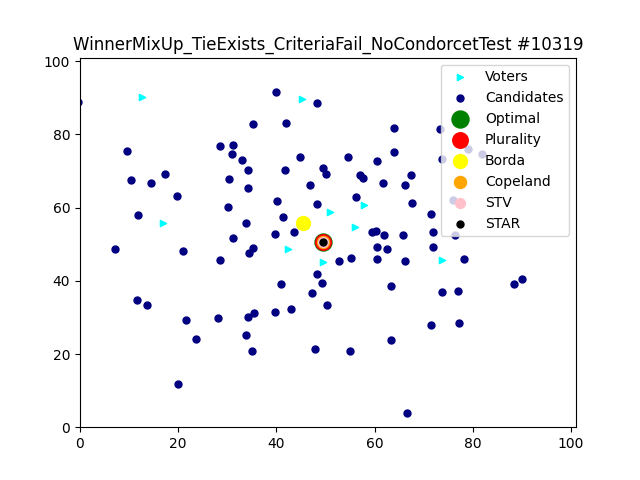 WinnerMixUp_TieExists_CriteriaFail_NoCondorcetTest #10319
100
80
60
40
20
0
0 20 40 60 80 100
Voters
Candidates
Optimal
Plurality
Borda
Copeland
STV
STAR